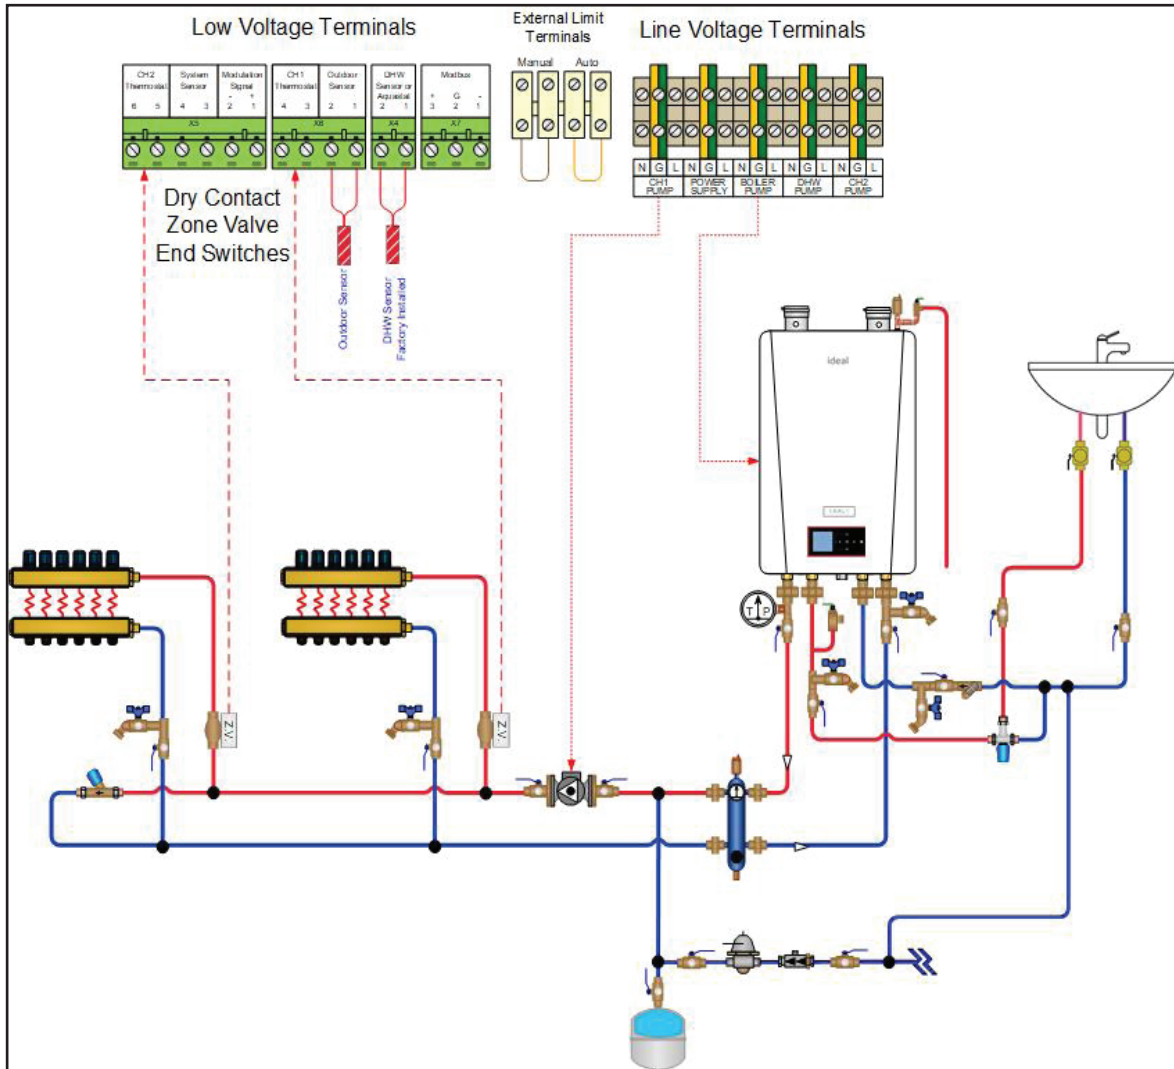 Low Voltage Terminals
External Limit
Terminals
Line Voltage Terminals
Manual Auto
CH2
Thermostat
6 5
System
Sensor
4 3
Modulation
Signal
- +
2 1
X5
CH1
Thermostat
4 3
Outdoor
Sensor
2 1
X6
DHW
Sensor or
Aquastat
2 1
X4
Modbus
+ G -
3 2 1
X7
N G L N G L N G L N G L N G L
CH1
PUMP
POWER
SUPPLY
BOILER
PUMP
DHW
PUMP
CH2
PUMP
Dry Contact
Zone Valve
End Switches
Outdoor Sensor
DHW Sensor
Factory Installed
ideal
T P
Z.V.
Z.V.